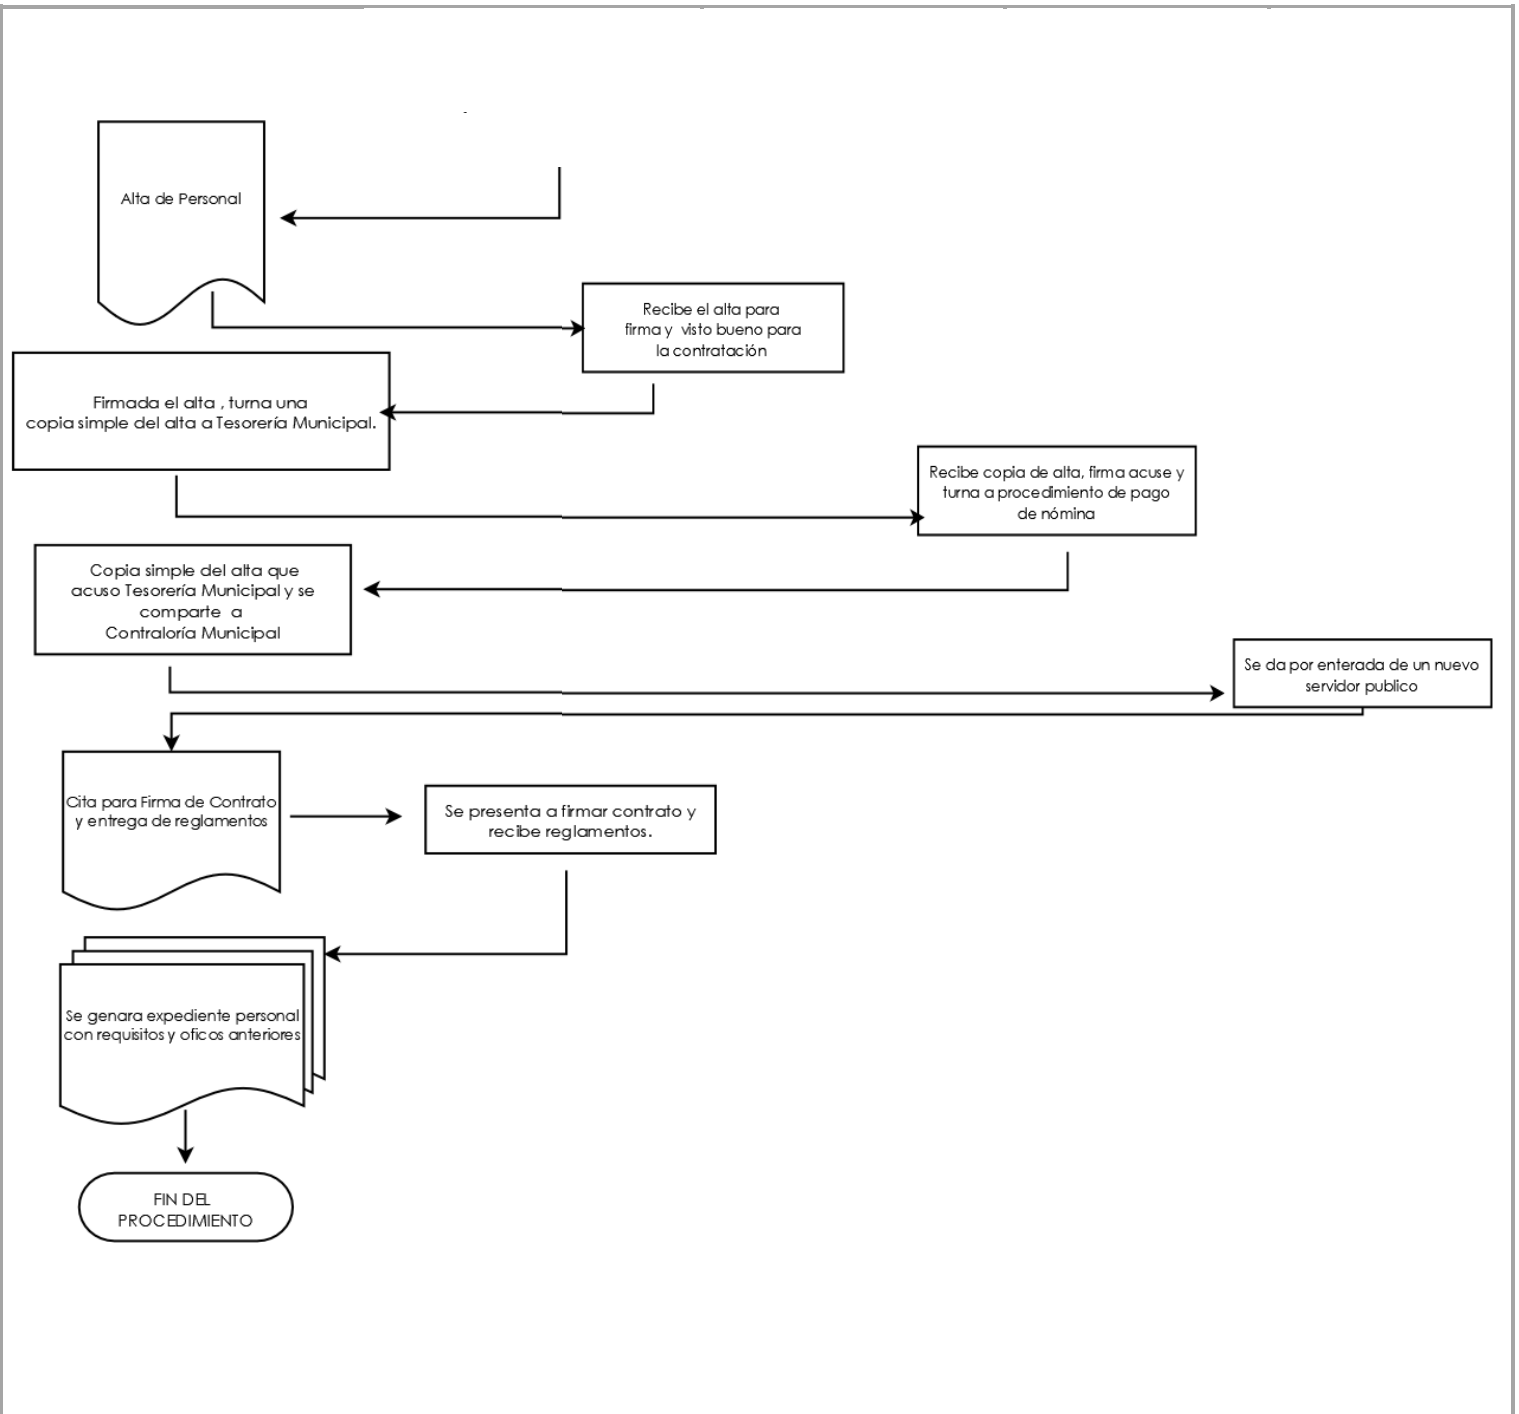 Alta de Personal
Recibe el alta para
firma y visto bueno para
la contratación
Firmada el alta , turna una
copia simple del alta a Tesorería Municipal.
Recibe copia de alta, firma acuse y
turna a procedimiento de pago
de nómina
Copia simple del alta que
acuso Tesorería Municipal y se
comparte a
Contraloría Municipal
Se da por enterada de un nuevo
servidor publico
Cita para Firma de Contrato
y entrega de reglamentos
Se presenta a firmar contrato y
recibe reglamentos.
Se genara expediente personal
con requisitos y oficos anteriores
FIN DEL
PROCEDIMIENTO